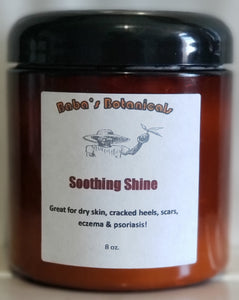 Baba's Botanicals
Soothing Shine
Great for dry skin, cracked heels, scars,
eczema & psoriasis!
8 oz.